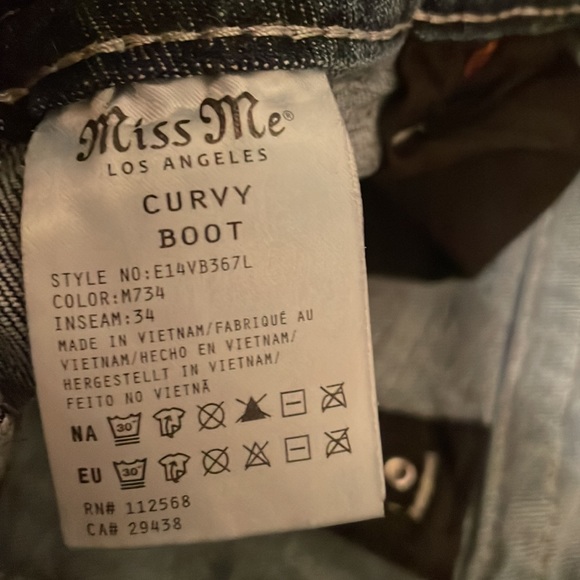 Miss Me®
LOS ANGELES
CURVY
BOOT
STYLE NO:E14VB367L
COLOR:M734
INSEAM:34
MADE IN VIETNAM/FABRIQUÉ AU
VIETNAM/HECHO EN VIETNAM/
HERGESTELLT IN VIETNAM/
FEITO NO VIETNÃ
NA 30°
EU 30°
RN# 112568
CA# 29438